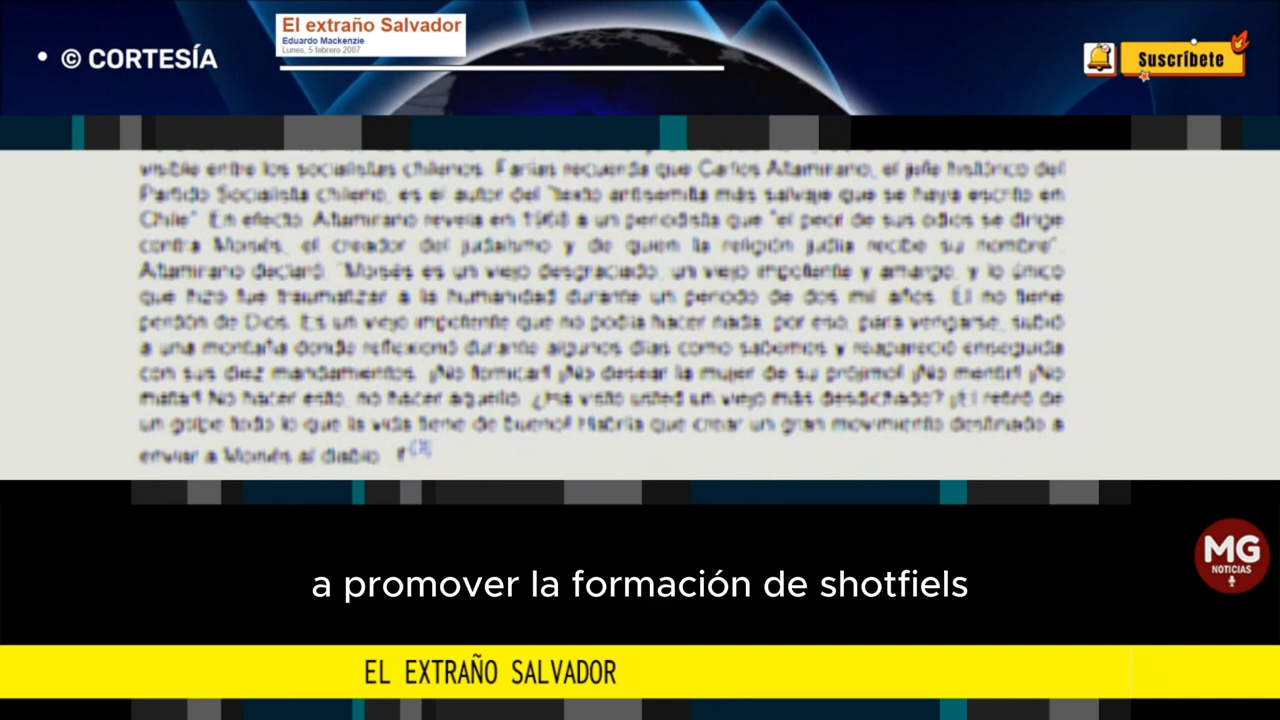 El extraño Salvador
Eduardo Mackenzie
Lunes, 5 febrero 2007
• © CORTESÍA
Suscríbete
visible entre los socialistas chilenos. Farías recuerda que Carlos Altamirano, el jefe histórico del
Partido Socialista chileno, es el autor del "texto antisemita más salvaje que se haya escrito en
Chile". En efecto, Altamirano revela en 1968 a un periodista que "el peor de sus odios se dirige
contra Moisés, el creador del judaísmo y de quien la religión judía recibe su nombre".
Altamirano declaró: "Moisés es un viejo desgraciado, un viejo impotente y amargo, y lo único
que hizo fue traumatizar a la humanidad durante un periodo de dos mil años. Él no tiene
perdón de Dios. Es un viejo impotente que no podía hacer nada, por eso, para vengarse, subió
a una montaña donde reflexionó durante algunos días como sabemos y reapareció enseguida
con sus diez mandamientos. ¡No fornicar! ¡No desear la mujer de su prójimo! ¡No mentir! ¡No
matar! No hacer esto, no hacer aquello. ¿Ha visto usted un viejo más desdichado? ¡El retiró de
un golpe todo lo que la vida tiene de bueno! Habría que crear un gran movimiento destinado a
enviar a Moisés al diablo
a promover la formación de shotfiels
MG
NOTICIAS
EL EXTRAÑO SALVADOR